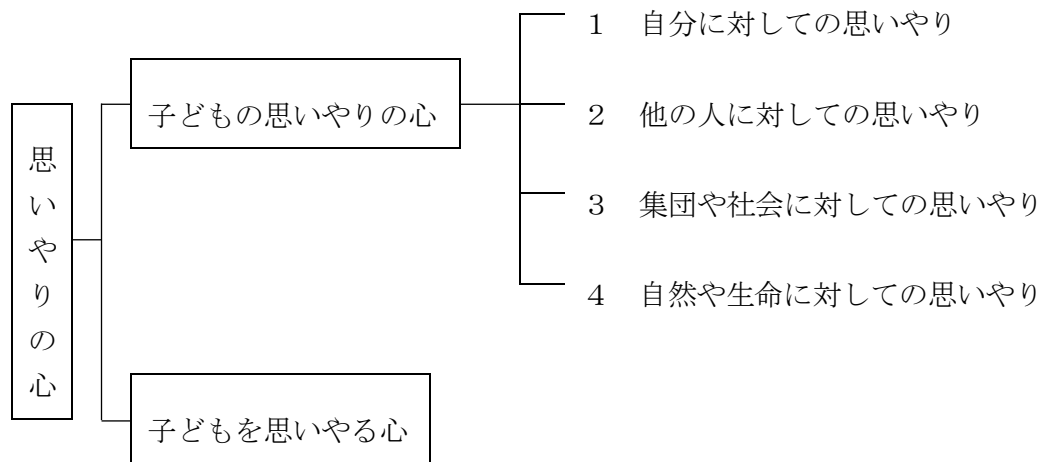 思いやりの心
子どもの思いやりの心
１　自分に対しての思いやり
２　他の人に対しての思いやり
３　集団や社会に対しての思いやり
４　自然や生命に対しての思いやり
子どもを思いやる心